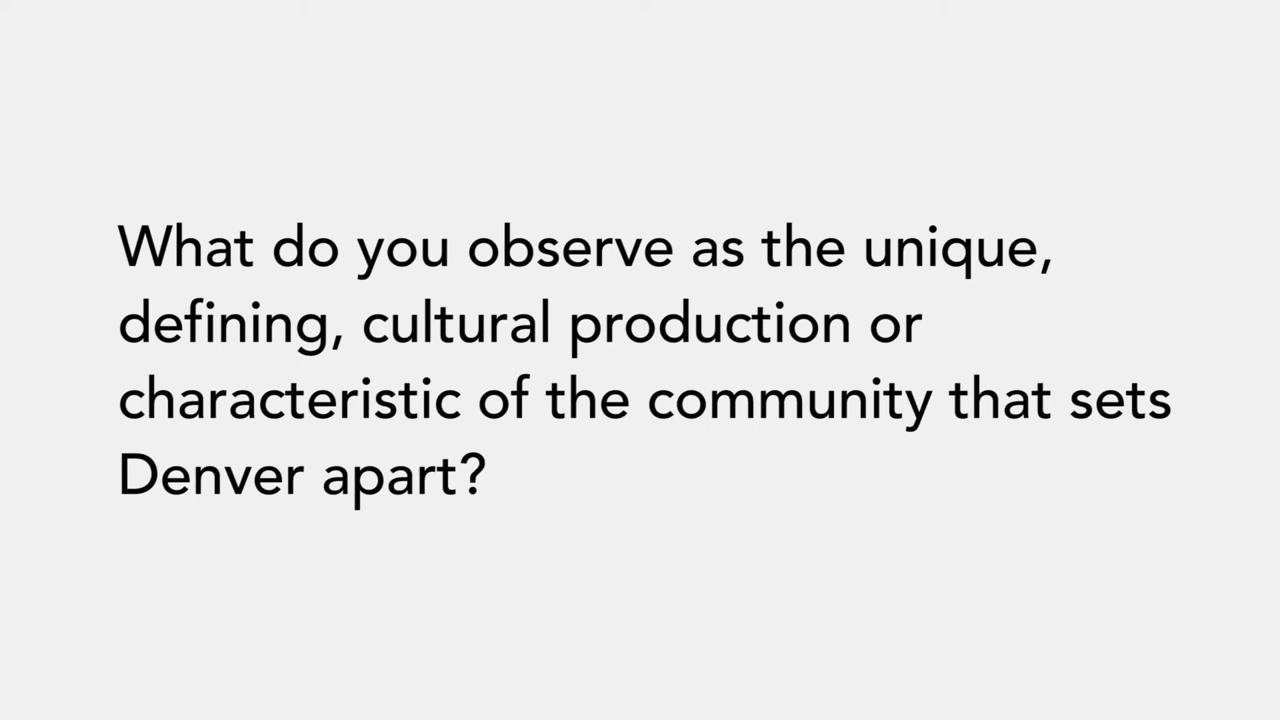 What do you observe as the unique,
defining, cultural production or
characteristic of the community that sets
Denver apart?